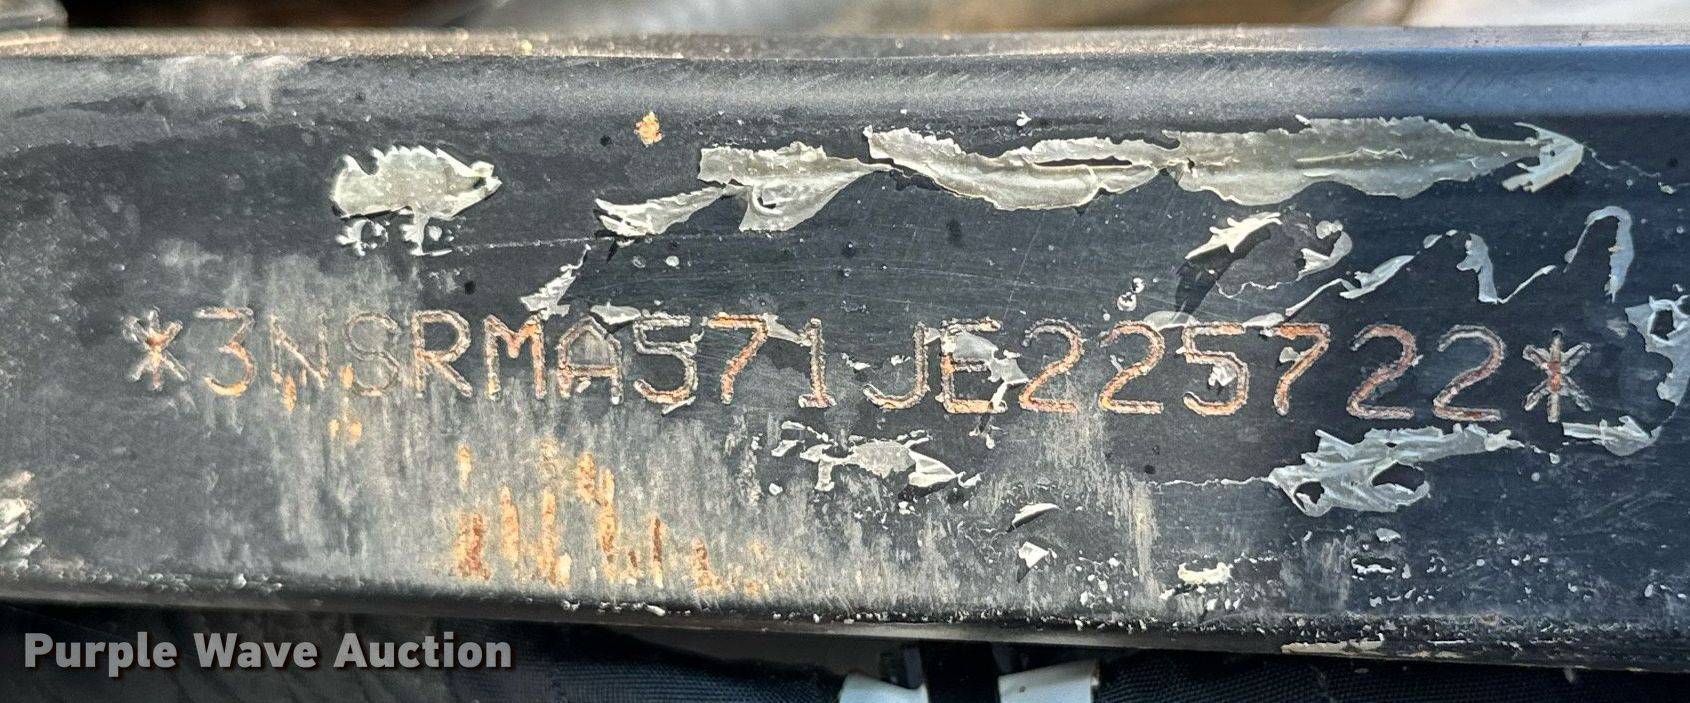 *3NSRMA571JE225722*
Purple Wave Auction